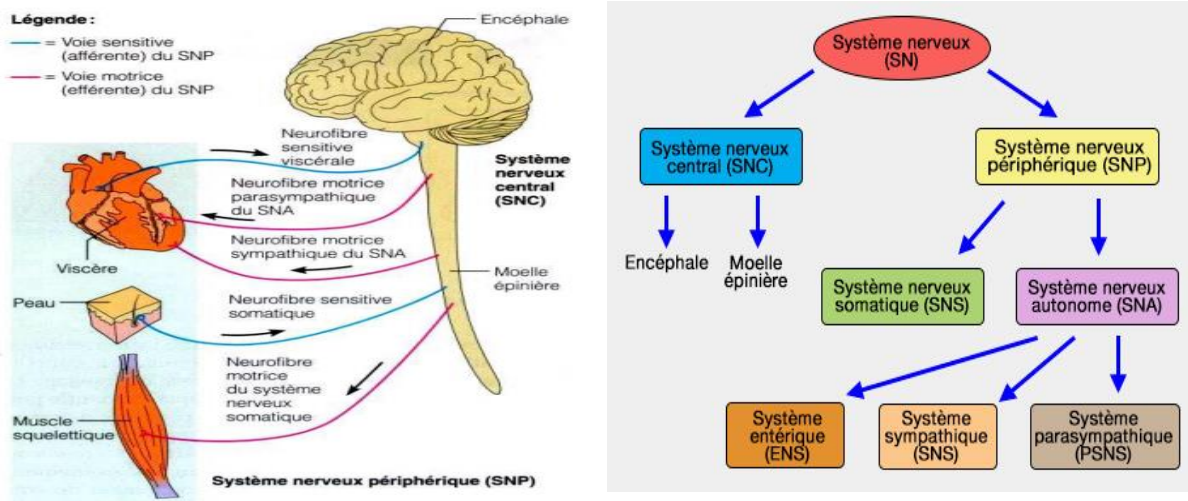 Légende :
= Voie sensitive
(afférente) du SNP
= Voie motrice
(efférente) du SNP
Encéphale
Neurofibre
sensitive
viscérale
Système
nerveux
central
(SNC)
Neurofibre motrice
parasympathique
du SNA
Neurofibre motrice
sympathique du SNA
Viscère
Moelle
épinière
Peau
Neurofibre sensitive
somatique
Neurofibre
motrice
du système
nerveux
somatique
Muscle
squelettique
Système nerveux périphérique (SNP)
Système nerveux
(SN)
Système nerveux
central (SNC)
Système nerveux
périphérique (SNP)
Encéphale
Moelle
épinière
Système nerveux
somatique (SNS)
Système nerveux
autonome (SNA)
Système
entérique
(ENS)
Système
sympathique
(SNS)
Système
parasympathique
(PSNS)